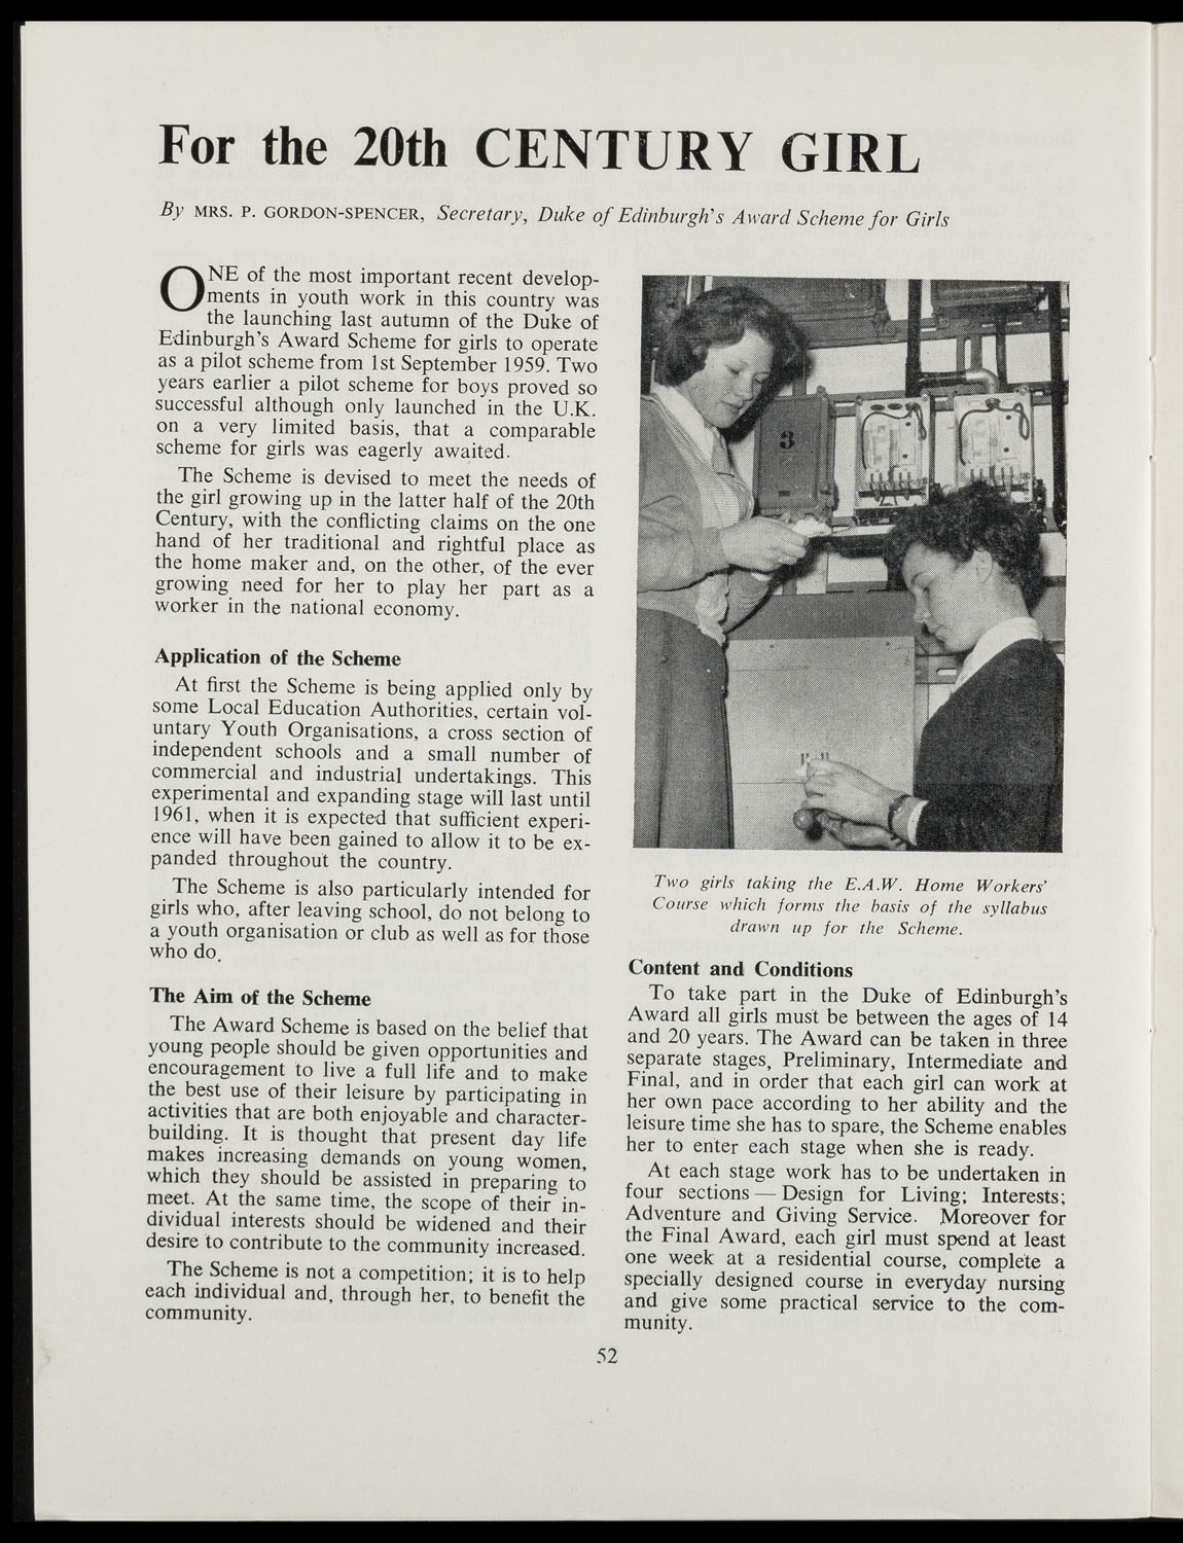 For the 20th CENTURY GIRL
By MRS. P. GORDON-SPENCER, Secretary, Duke of Edinburgh's Award Scheme for Girls
ONE of the most important recent develop-
ments in youth work in this country was
the launching last autumn of the Duke of
Edinburgh's Award Scheme for girls to operate
as a pilot scheme from 1st September 1959. Two
years earlier a pilot scheme for boys proved so
successful although only launched in the U.K.
on a very limited basis, that a comparable
scheme for girls was eagerly awaited.
The Scheme is devised to meet the needs of
the girl growing up in the latter half of the 20th
Century, with the conflicting claims on the one
hand of her traditional and rightful place as
the home maker and, on the other, of the ever
growing need for her to play her part as a
worker in the national economy.
Application of the Scheme
At first the Scheme is being applied only by
some Local Education Authorities, certain vol-
untary Youth Organisations, a cross section of
independent schools and a small number of
commercial and industrial undertakings. This
experimental and expanding stage will last until
1961, when it is expected that sufficient experi-
ence will have been gained to allow it to be ex-
panded throughout the country.
The Scheme is also particularly intended for
girls who, after leaving school, do not belong to
a youth organisation or club as well as for those
who do.
The Aim of the Scheme
The Award Scheme is based on the belief that
young people should be given opportunities and
encouragement to live a full life and to make
the best use of their leisure by participating in
activities that are both enjoyable and character-
building. It is thought that present day life
makes increasing demands on young women,
which they should be assisted in preparing to
meet. At the same time, the scope of their in-
dividual interests should be widened and their
desire to contribute to the community increased.
The Scheme is not a competition; it is to help
each individual and, through her, to benefit the
community.
3
Two girls taking the E.A.W. Home Workers'
Course which forms the basis of the syllabus
drawn up for the Scheme.
Content and Conditions
To take part in the Duke of Edinburgh's
Award all girls must be between the ages of 14
and 20 years. The Award can be taken in three
separate stages, Preliminary, Intermediate and
Final, and in order that each girl can work at
her own pace according to her ability and the
leisure time she has to spare, the Scheme enables
her to enter each stage when she is ready.
At each stage work has to be undertaken in
four sections — Design for Living; Interests;
Adventure and Giving Service. Moreover for
the Final Award, each girl must spend at least
one week at a residential course, complete a
specially designed course in everyday nursing
and give some practical service to the com-
munity.
52